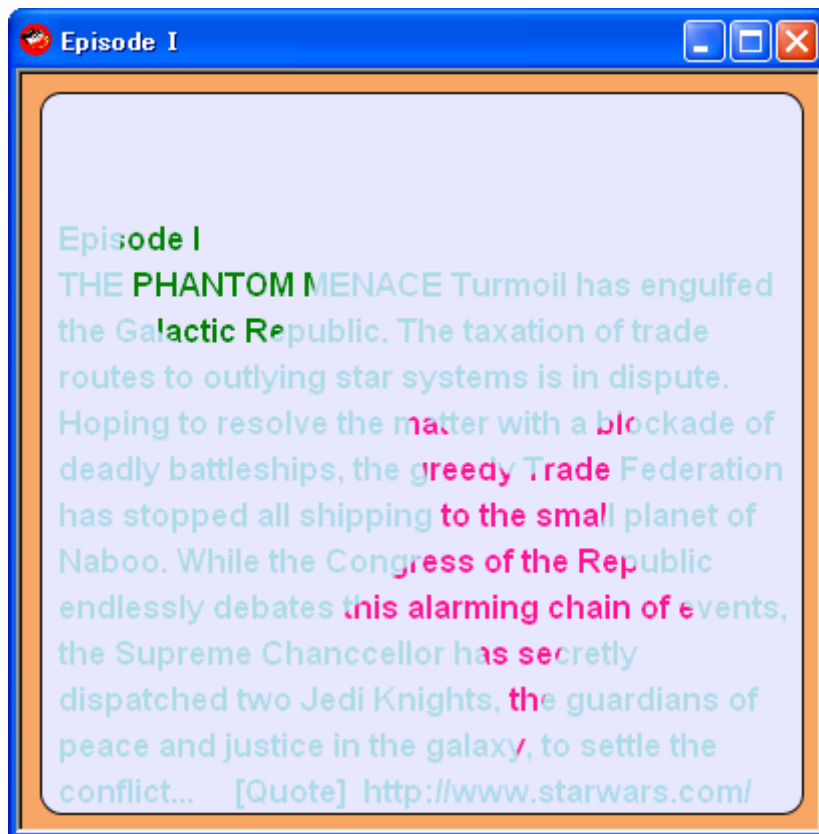 Episode I
Episode I
THE PHANTOM MENACE Turmoil has engulfed
the Galactic Republic. The taxation of trade
routes to outlying star systems is in dispute.
Hoping to resolve the matter with a blockade of
deadly battleships, the greedy Trade Federation
has stopped all shipping to the small planet of
Naboo. While the Congress of the Republic
endlessly debates this alarming chain of events,
the Supreme Chanccellor has secretly
dispatched two Jedi Knights, the guardians of
peace and justice in the galaxy, to settle the
conflict...    [Quote]  http://www.starwars.com/